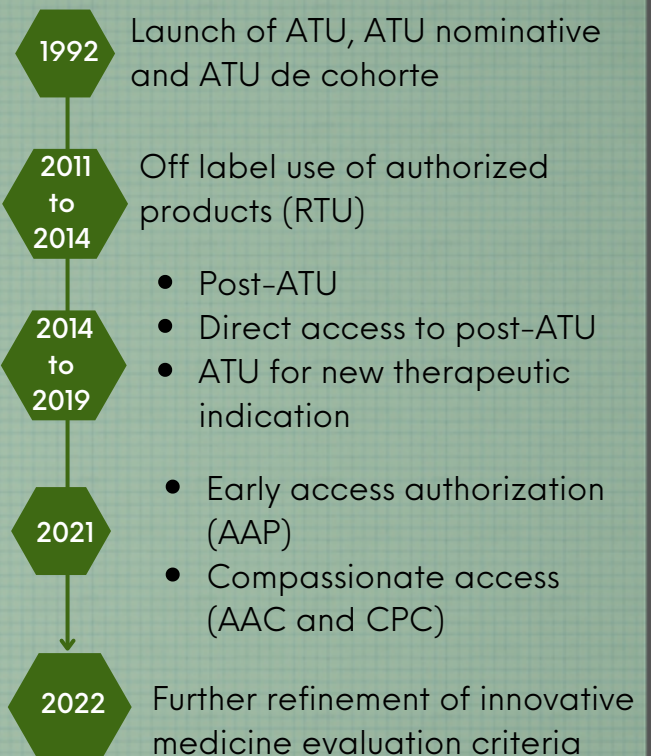 1992
Launch of ATU, ATU nominative
and ATU de cohorte
2011
to
2014
Off label use of authorized
products (RTU)
2014
to
2019
• Post-ATU
• Direct access to post-ATU
• ATU for new therapeutic
indication
2021
• Early access authorization
(AAP)
• Compassionate access
(AAC and CPC)
2022
Further refinement of innovative
medicine evaluation criteria